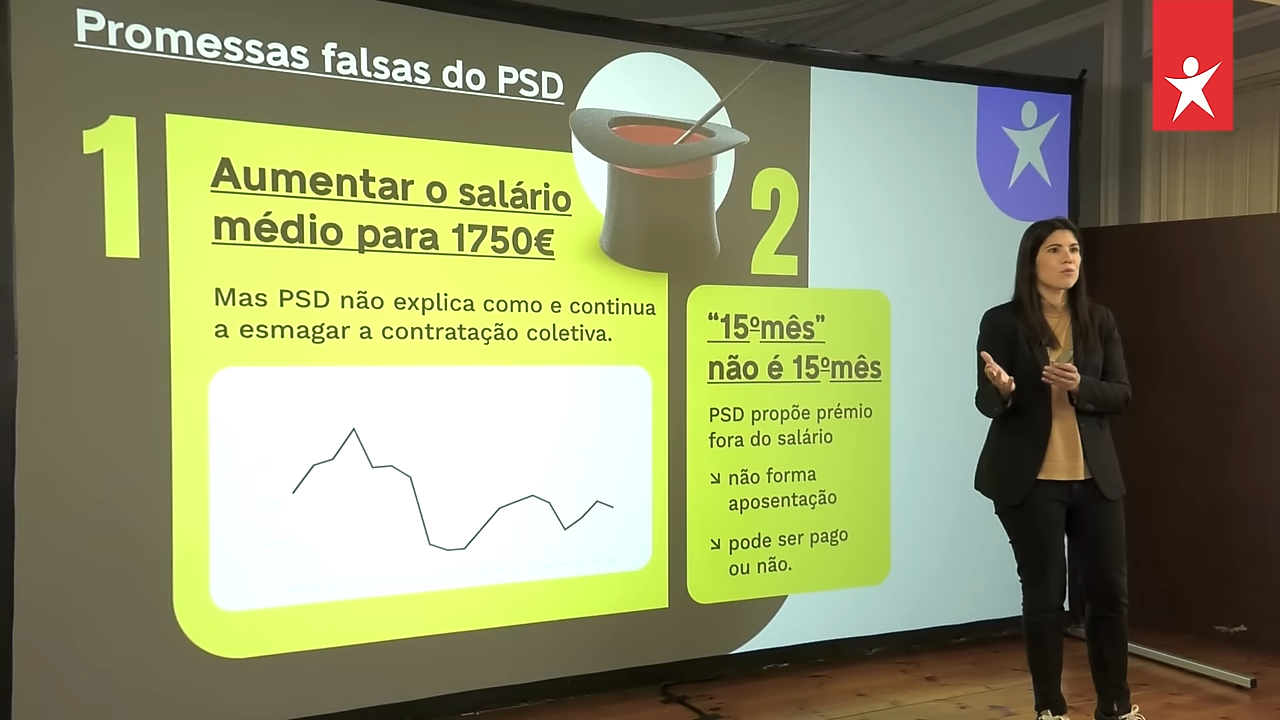 Promessas falsas do PSD
1
Aumentar o salário
médio para 1750€
Mas PSD não explica como e continua
a esmagar a contratação coletiva.
2
“15ºmês”
não é 15ºmês
PSD propõe prémio
fora do salário
↘ não forma
aposentação
↘ pode ser pago
ou não.